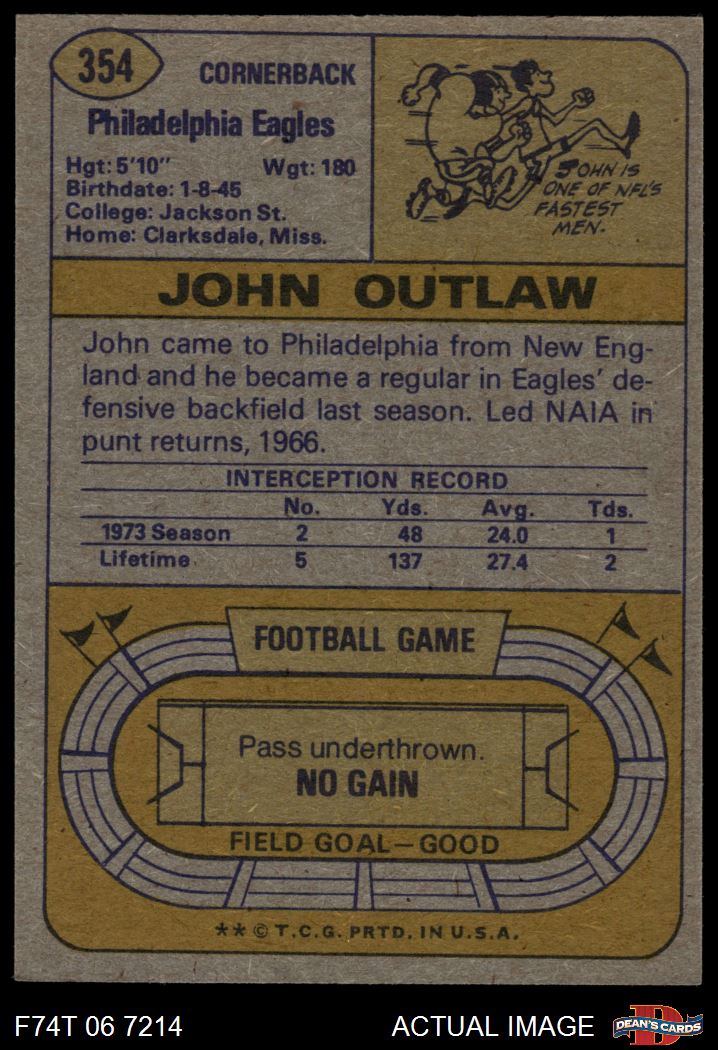 354
CORNERBACK
Philadelphia Eagles
Hgt: 5'10" Wgt: 180
Birthdate: 1-8-45
College: Jackson St.
Home: Clarksdale, Miss.
JOHN IS
ONE OF NFL'S
FASTEST
MEN.
JOHN OUTLAW
John came to Philadelphia from New Eng-
land and he became a regular in Eagles' de-
fensive backfield last season. Led NAIA in
punt returns, 1966.
INTERCEPTION RECORD
No. Yds. Avg. Tds.
1973 Season 2 48 24.0 1
Lifetime 5 137 27.4 2
FOOTBALL GAME
Pass underthrown.
NO GAIN
FIELD GOAL—GOOD
** © T.C.G. PRTD. IN U.S.A.
F74T 06 7214 ACTUAL IMAGE D DEAN'S CARDS